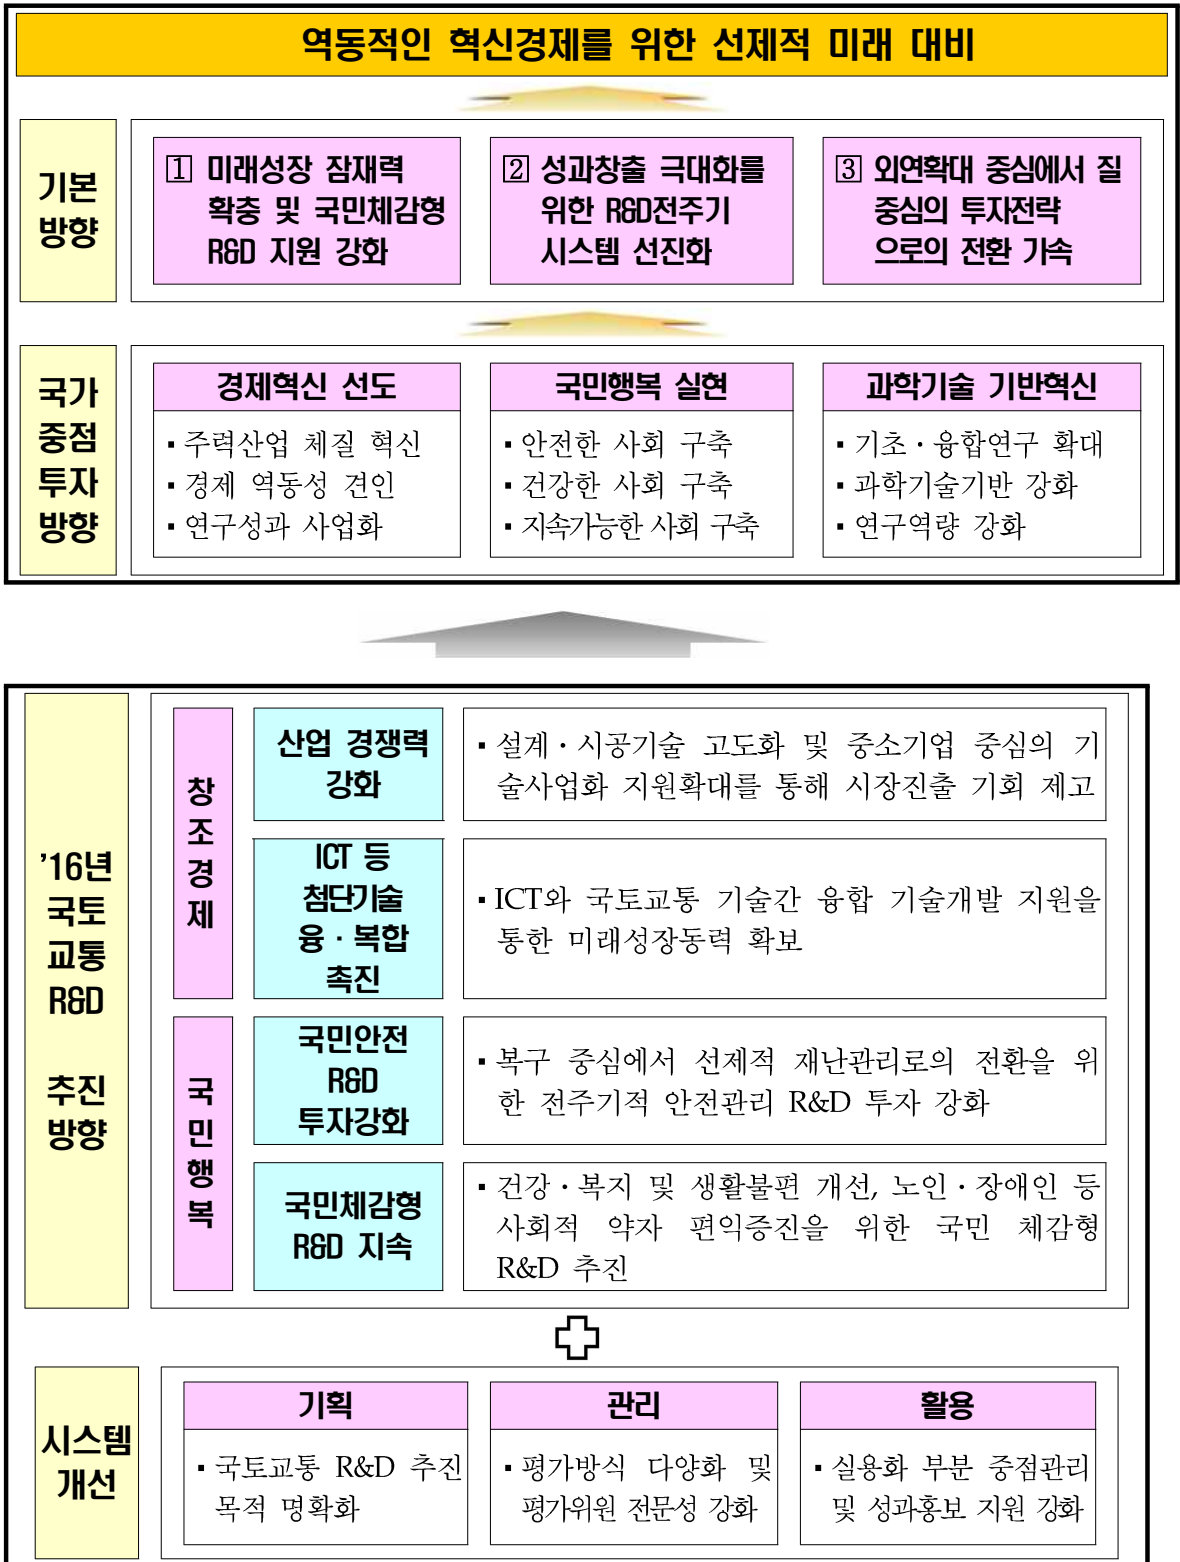 역동적인 혁신경제를 위한 선제적 미래 대비
기본
방향
1 미래성장 잠재력
확충 및 국민체감형
R&D 지원 강화
2 성과창출 극대화를
위한 R&D전주기
시스템 선진화
3 외연확대 중심에서 질
중심의 투자전략
으로의 전환 가속
국가
중점
투자
방향
경제혁신 선도
▪ 주력산업 체질 혁신
▪ 경제 역동성 견인
▪ 연구성과 사업화
국민행복 실현
▪ 안전한 사회 구축
▪ 건강한 사회 구축
▪ 지속가능한 사회 구축
과학기술 기반혁신
▪ 기초·융합연구 확대
▪ 과학기술기반 강화
▪ 연구역량 강화
'16년
국토
교통
R&D
추진
방향
창
조
경
제
산업 경쟁력
강화
▪ 설계·시공기술 고도화 및 중소기업 중심의 기
술사업화 지원확대를 통해 시장진출 기회 제고
ICT 등
첨단기술
융·복합
촉진
▪ ICT와 국토교통 기술간 융합 기술개발 지원을
통한 미래성장동력 확보
국
민
행
복
국민안전
R&D
투자강화
▪ 복구 중심에서 선제적 재난관리로의 전환을 위
한 전주기적 안전관리 R&D 투자 강화
국민체감형
R&D 지속
▪ 건강·복지 및 생활불편 개선, 노인·장애인 등
사회적 약자 편익증진을 위한 국민 체감형
R&D 추진
시스템
개선
기획
▪ 국토교통 R&D 추진
목적 명확화
관리
▪ 평가방식 다양화 및
평가위원 전문성 강화
활용
▪ 실용화 부분 중점관리
및 성과홍보 지원 강화